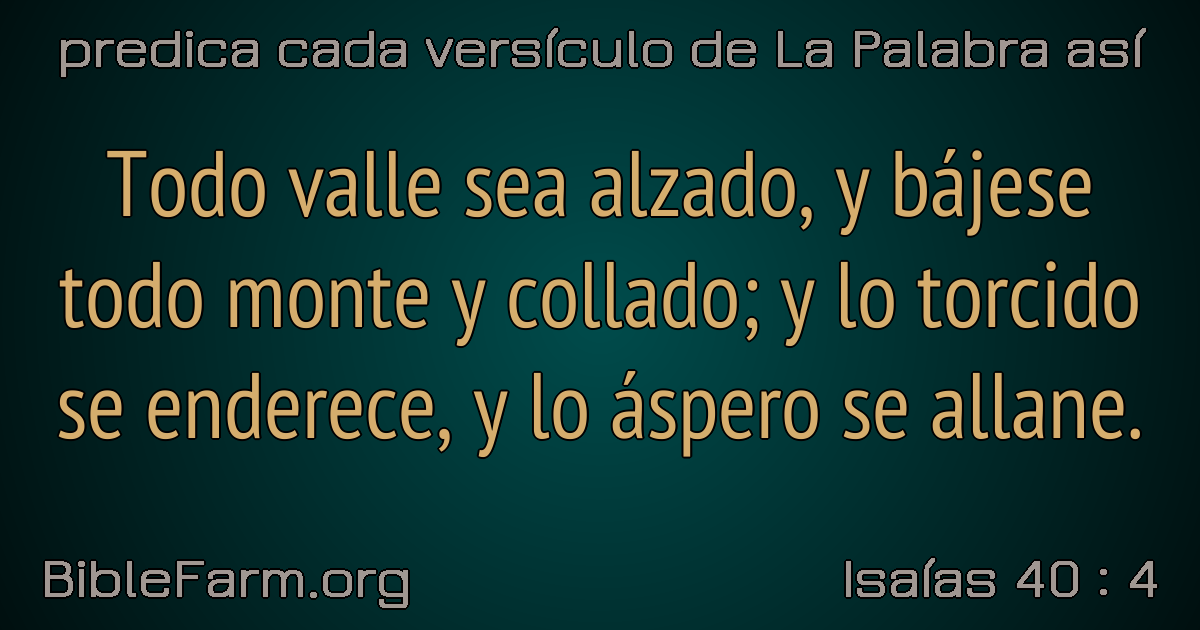 predica cada versículo de La Palabra así
Todo valle sea alzado, y bájese
todo monte y collado; y lo torcido
se enderece, y lo áspero se allane.
BibleFarm.org
Isaías 40 : 4